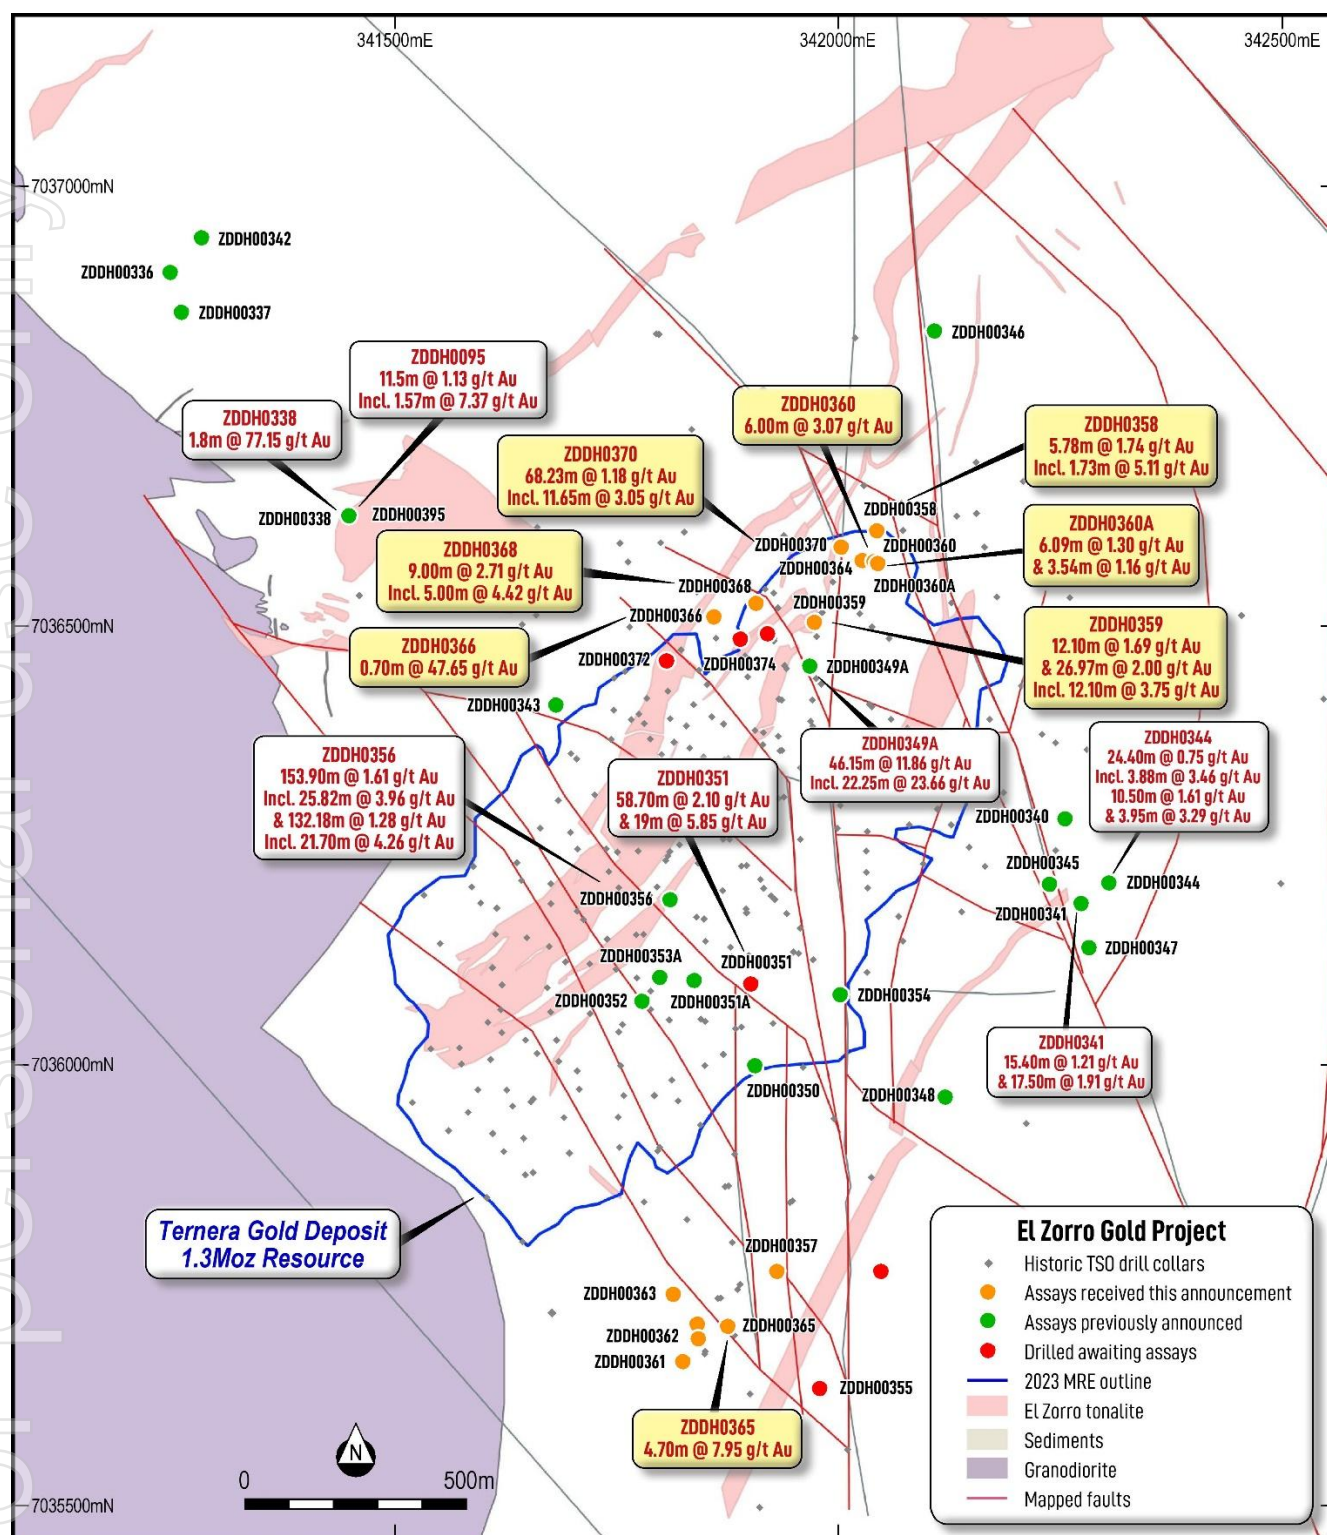 341500mE
342000mE
342500mE
7037000mN
ZDDH00342
ZDDH00336
ZDDH00337
ZDDH00346
ZDDH0095
11.5m @ 1.13 g/t Au
Incl. 1.57m @ 7.37 g/t Au
ZDDH0338
1.8m @ 77.15 g/t Au
ZDDH0360
6.00m @ 3.07 g/t Au
ZDDH0358
5.78m @ 1.74 g/t Au
Incl. 1.73m @ 5.11 g/t Au
ZDDH0370
68.23m @ 1.18 g/t Au
Incl. 11.65m @ 3.05 g/t Au
ZDDH00338
ZDDH00395
ZDDH00358
ZDDH00370
ZDDH00360
ZDDH0360A
6.09m @ 1.30 g/t Au
& 3.54m @ 1.16 g/t Au
ZDDH0368
9.00m @ 2.71 g/t Au
Incl. 5.00m @ 4.42 g/t Au
ZDDH00364
ZDDH00360A
ZDDH00368
ZDDH00359
ZDDH00366
7036500mN
ZDDH0359
12.10m @ 1.69 g/t Au
& 26.97m @ 2.00 g/t Au
Incl. 12.10m @ 3.75 g/t Au
ZDDH0366
0.70m @ 47.65 g/t Au
ZDDH00372
ZDDH00374
ZDDH00349A
ZDDH00343
ZDDH0356
153.90m @ 1.61 g/t Au
Incl. 25.82m @ 3.96 g/t Au
& 132.18m @ 1.28 g/t Au
Incl. 21.70m @ 4.26 g/t Au
ZDDH0351
58.70m @ 2.10 g/t Au
& 19m @ 5.85 g/t Au
ZDDH0349A
46.15m @ 11.86 g/t Au
Incl. 22.25m @ 23.66 g/t Au
ZDDH0344
24.40m @ 0.75 g/t Au
Incl. 3.88m @ 3.46 g/t Au
10.50m @ 1.61 g/t Au
& 3.95m @ 3.29 g/t Au
ZDDH00340
ZDDH00345
ZDDH00344
ZDDH00356
ZDDH00341
ZDDH00347
ZDDH00353A
ZDDH00351
ZDDH00352
ZDDH00351A
ZDDH00354
ZDDH0341
15.40m @ 1.21 g/t Au
& 17.50m @ 1.91 g/t Au
7036000mN
ZDDH00350
ZDDH00348
Ternera Gold Deposit
1.3Moz Resource
ZDDH00357
ZDDH00363
ZDDH00365
ZDDH00362
ZDDH00361
ZDDH00355
ZDDH0365
4.70m @ 7.95 g/t Au
N
0
500m
7035500mN
El Zorro Gold Project
Historic TSO drill collars
Assays received this announcement
Assays previously announced
Drilled awaiting assays
2023 MRE outline
El Zorro tonalite
Sediments
Granodiorite
Mapped faults
For personal use only